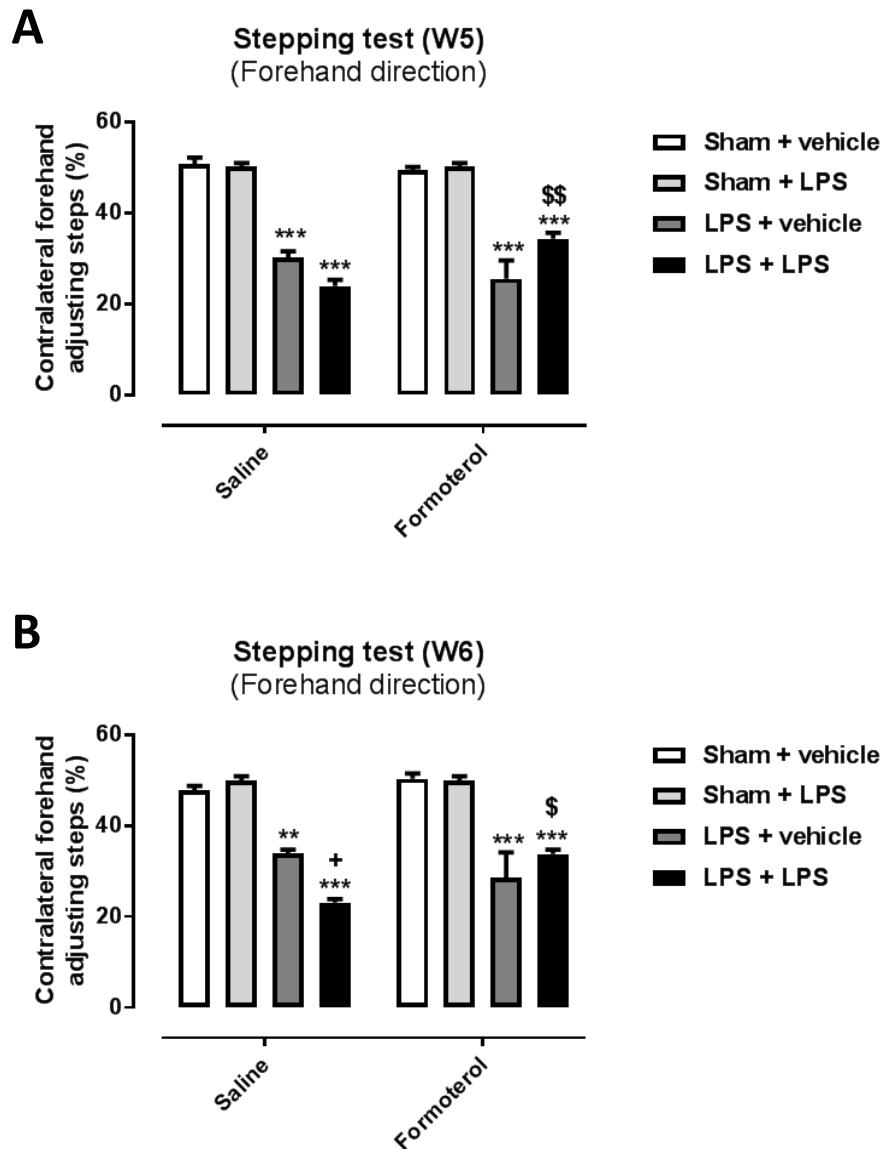 A
Stepping test (W5)
(Forehand direction)
Contralateral forehand
adjusting steps (%)
60
40
20
0
***
***
***
$$
***
Saline
Formoterol
Sham + vehicle
Sham + LPS
LPS + vehicle
LPS + LPS
B
Stepping test (W6)
(Forehand direction)
Contralateral forehand
adjusting steps (%)
60
40
20
0
**
+
***
***
$
***
Saline
Formoterol
Sham + vehicle
Sham + LPS
LPS + vehicle
LPS + LPS